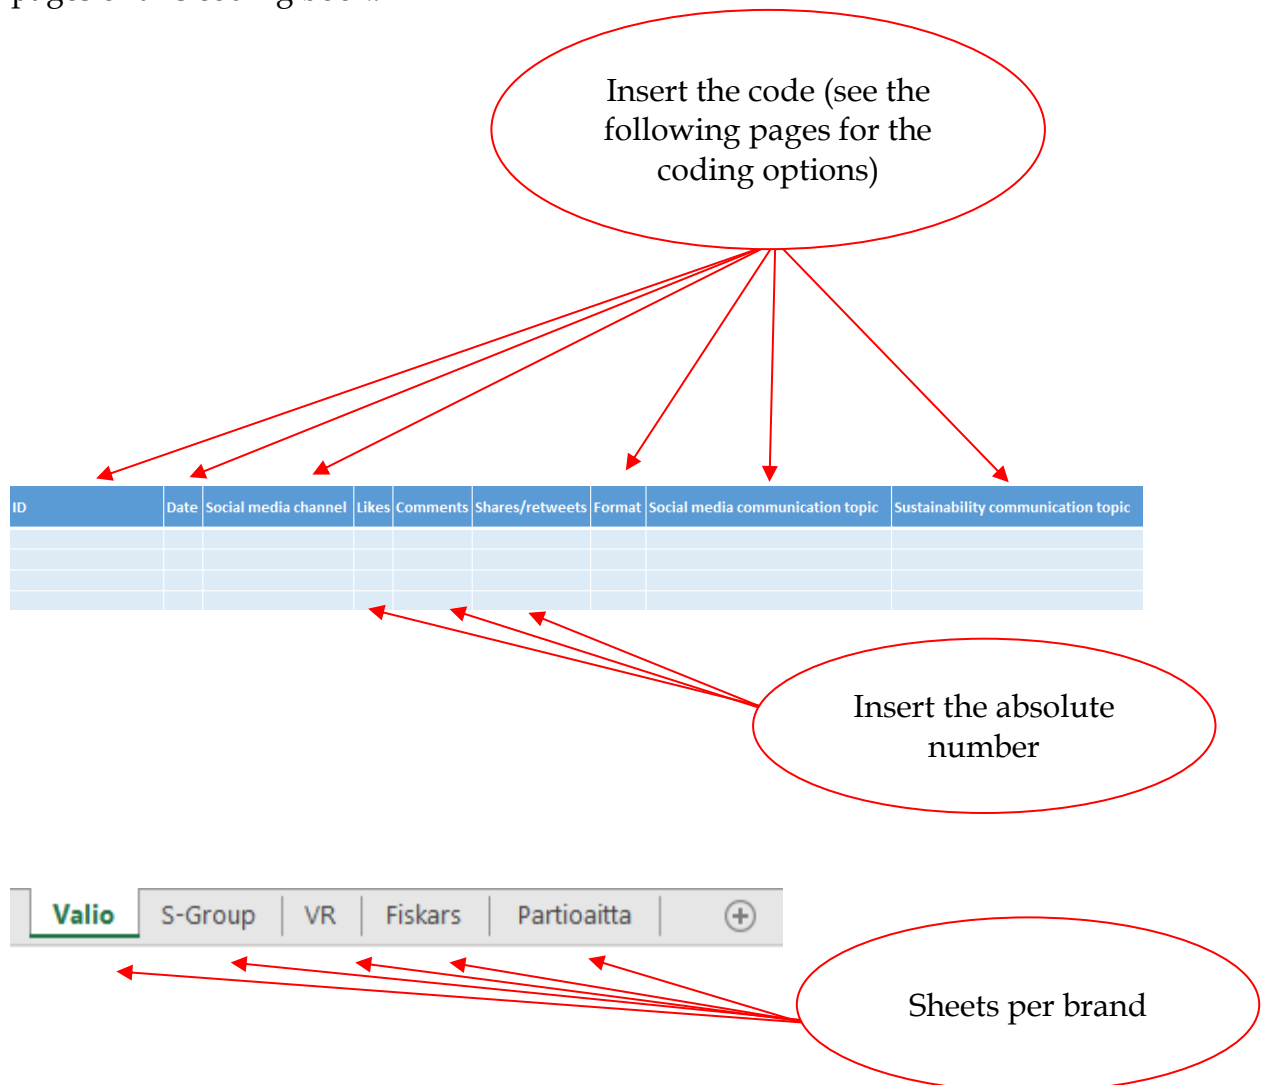 Insert the code (see the
following pages for the
coding options)
ID Date Social media channel Likes Comments Shares/retweets Format Social media communication topic Sustainability communication topic
Insert the absolute
number
Valio S-Group VR Fiskars Partioaitta
Sheets per brand